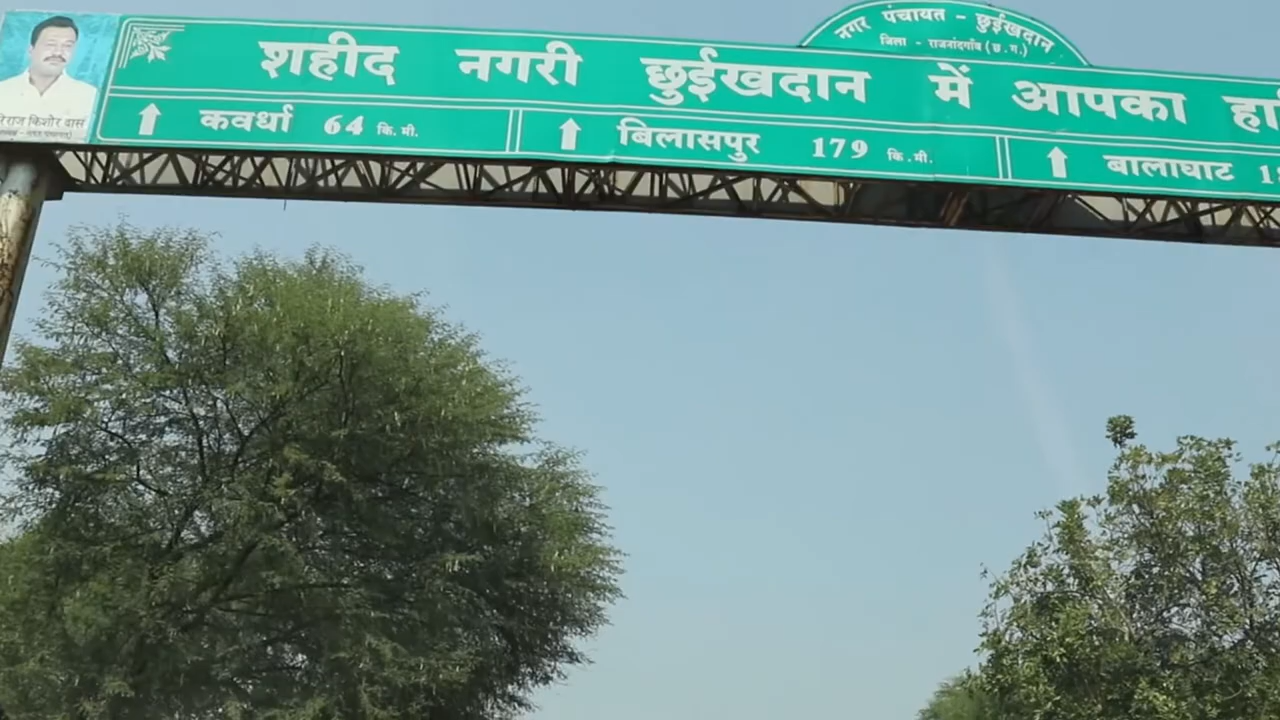 नगर पंचायत - छुईखदान
जिला - राजनांदगाँव (छ.ग.)
शहीद नगरी छुईखदान में आपका
कवर्धा 64 कि.मी.
बिलासपुर 179 कि.मी.
बालाघाट
किशोर दास